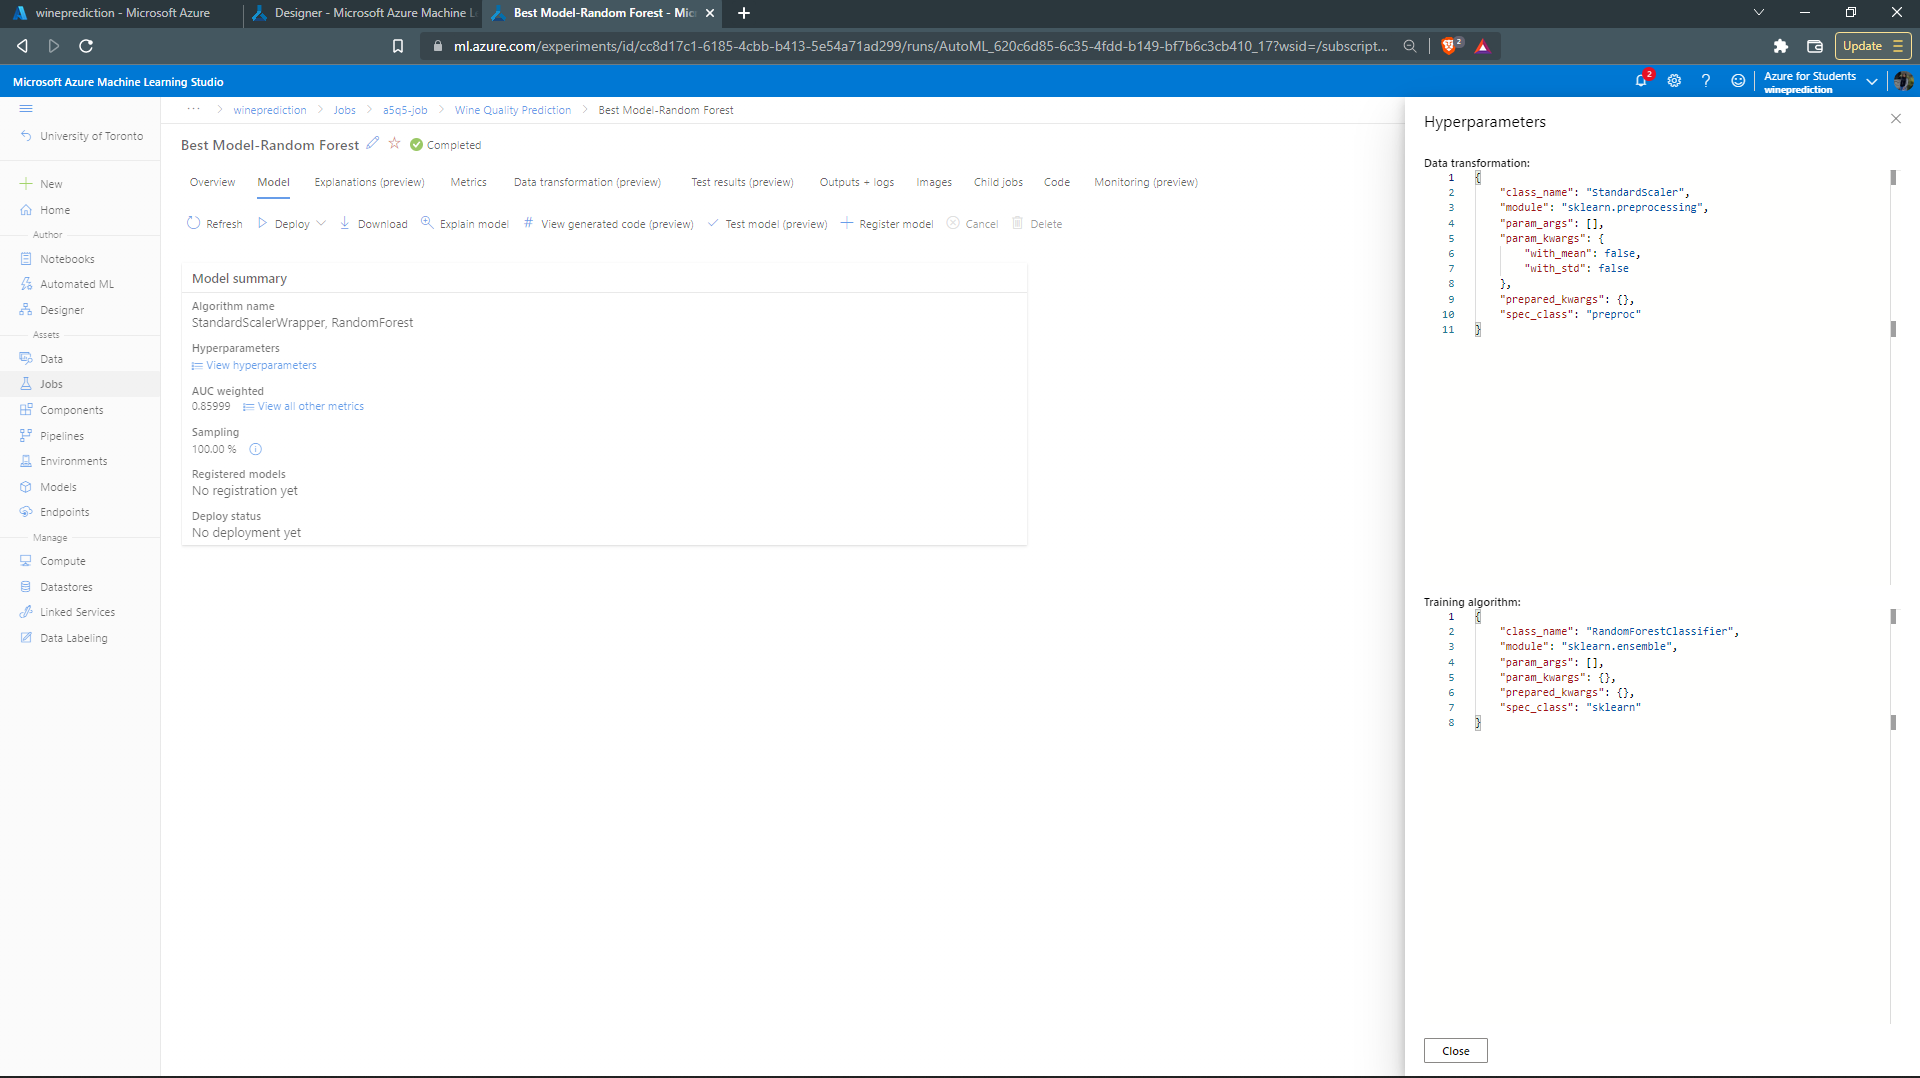 wineprediction - Microsoft Azure
Designer - Microsoft Azure Machine L
Best Model-Random Forest - Mic
ml.azure.com/experiments/id/cc8d17c1-6185-4cbb-b413-5e54a71ad299/runs/AutoML_620c6d85-6c35-4fdd-b149-bf7b6c3cb410_17?wsid=/subscript...
2
Update
Microsoft Azure Machine Learning Studio
2
Azure for Students
wineprediction
University of Toronto
New
Home
Author
Notebooks
Automated ML
Designer
Assets
Data
Jobs
Components
Pipelines
Environments
Models
Endpoints
Manage
Compute
Datastores
Linked Services
Data Labeling
... > wineprediction > Jobs > a5q5-job > Wine Quality Prediction > Best Model-Random Forest
Best Model-Random Forest Completed
Overview Model Explanations (preview) Metrics Data transformation (preview) Test results (preview) Outputs + logs Images Child jobs Code Monitoring (preview)
Refresh Deploy Download Explain model # View generated code (preview) Test model (preview) Register model Cancel Delete
Model summary
Algorithm name
StandardScalerWrapper, RandomForest
Hyperparameters
View hyperparameters
AUC weighted
0.85999 View all other metrics
Sampling
100.00 %
Registered models
No registration yet
Deploy status
No deployment yet
Hyperparameters
Data transformation:
1 {
2 "class_name": "StandardScaler",
3 "module": "sklearn.preprocessing",
4 "param_args": [],
5 "param_kwargs": {
6 "with_mean": false,
7 "with_std": false
8 },
9 "prepared_kwargs": {},
10 "spec_class": "preproc"
11 }
Training algorithm:
1 {
2 "class_name": "RandomForestClassifier",
3 "module": "sklearn.ensemble",
4 "param_args": [],
5 "param_kwargs": {},
6 "prepared_kwargs": {},
7 "spec_class": "sklearn"
8 }
Close